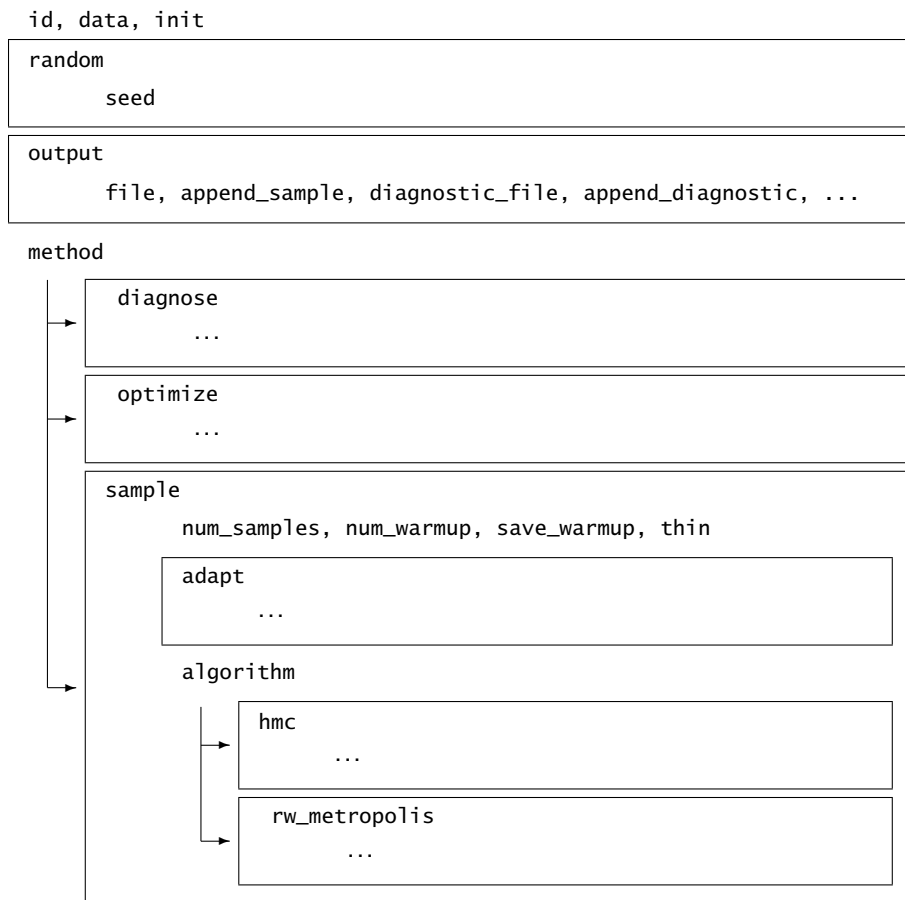 id, data, init
random
seed
output
file, append_sample, diagnostic_file, append_diagnostic, ...
method
diagnose
...
optimize
...
sample
num_samples, num_warmup, save_warmup, thin
adapt
...
algorithm
hmc
...
rw_metropolis
...